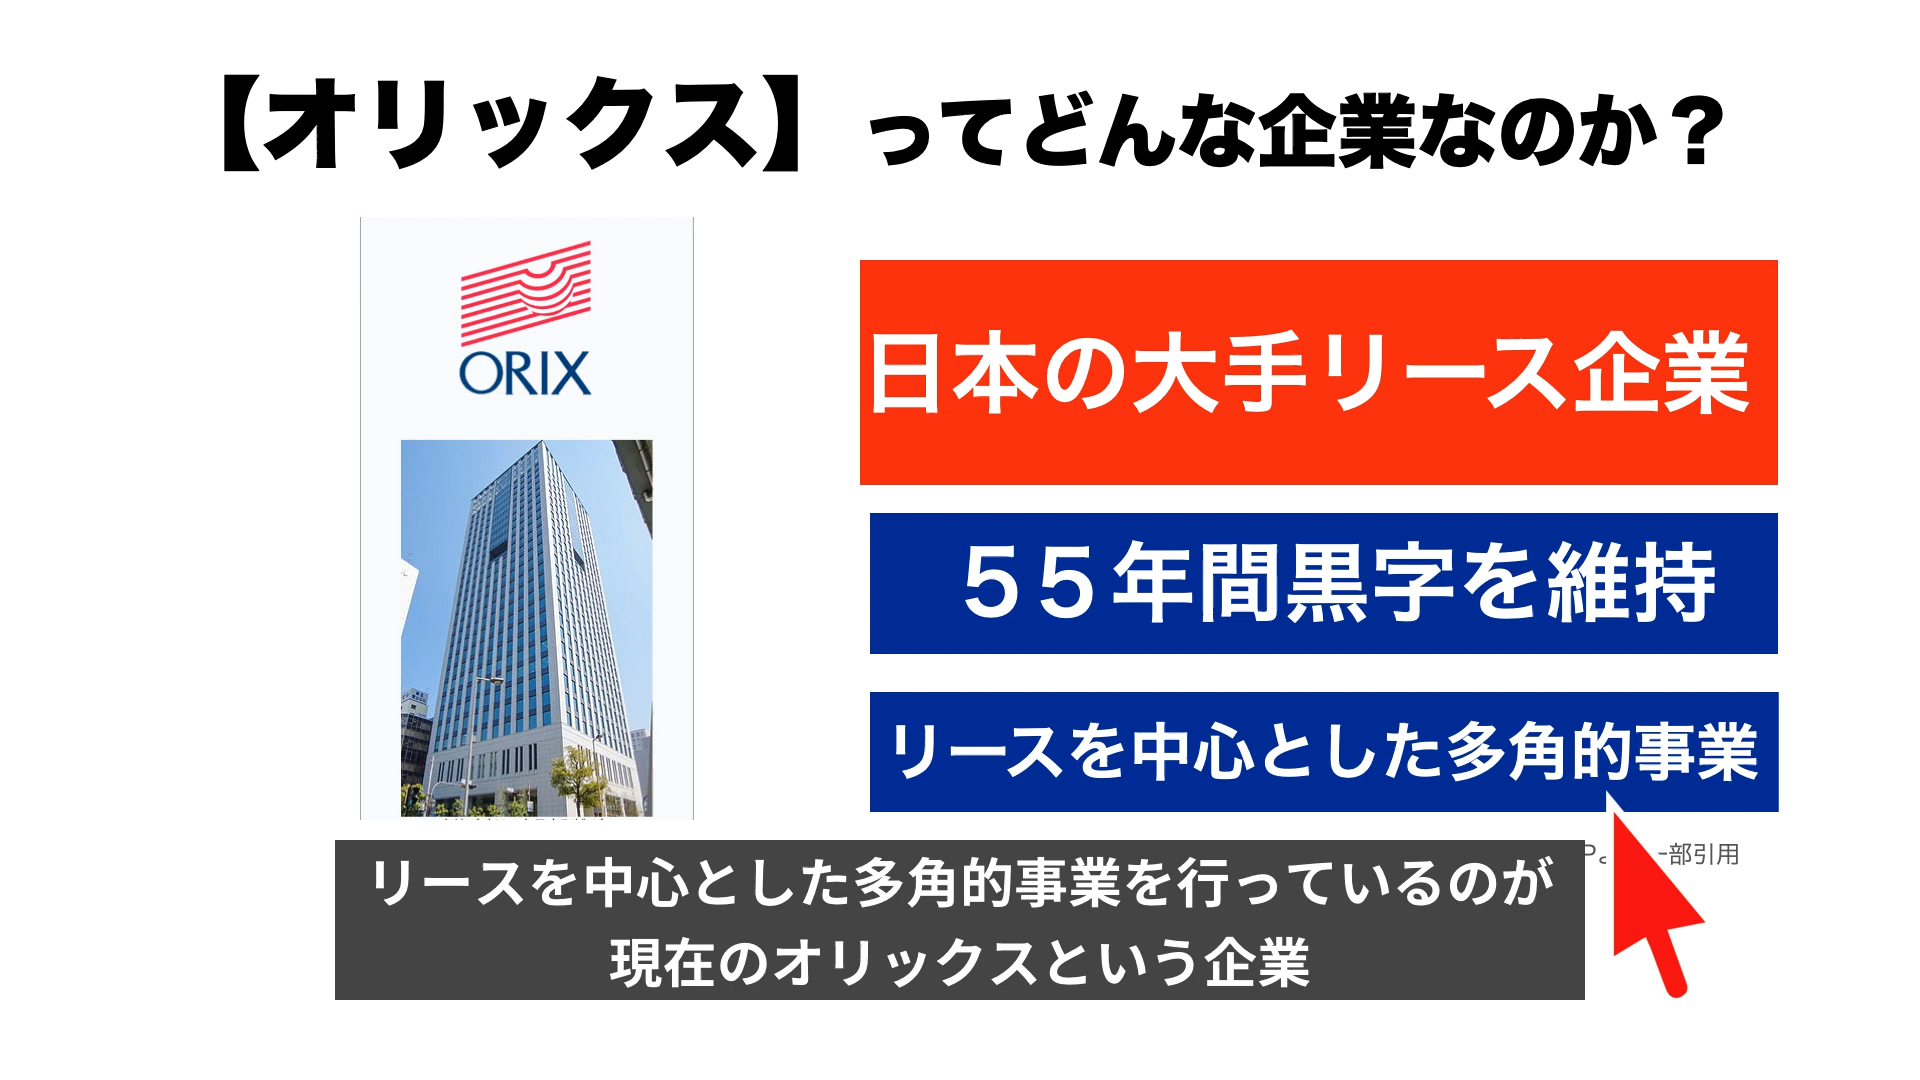 【オリックス】ってどんな企業なのか？
ORIX
日本の大手リース企業
５５年間黒字を維持
リースを中心とした多角的事業
一部引用
リースを中心とした多角的事業を行っているのが
現在のオリックスという企業